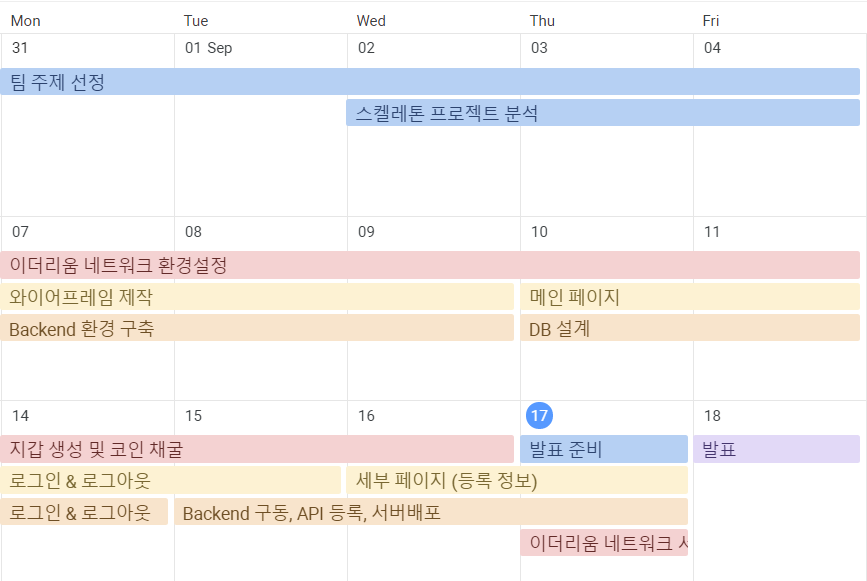 Mon Tue Wed Thu Fri
31 01 Sep 02 03 04
팀 주제 선정
스켈레톤 프로젝트 분석
07 08 09 10 11
이더리움 네트워크 환경설정
와이어프레임 제작 메인 페이지
Backend 환경 구축 DB 설계
14 15 16 17 18
지갑 생성 및 코인 채굴 발표 준비 발표
로그인 & 로그아웃 세부 페이지 (등록 정보)
로그인 & 로그아웃 Backend 구동, API 등록, 서버배포
이더리움 네트워크